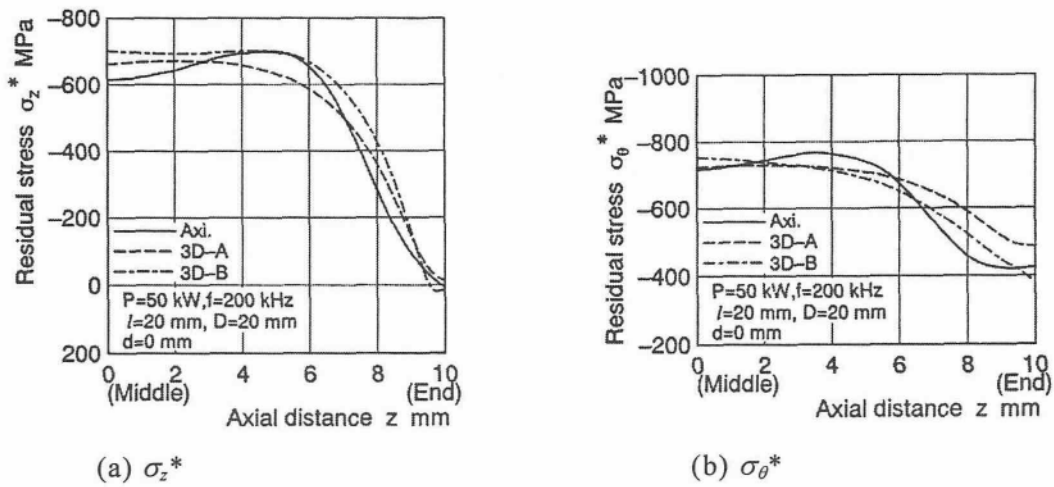 Residual stress σz* MPa
–800
–600
–400
–200
0
200
Axi.
3D–A
3D–B
P=50 kW,f=200 kHz
l=20 mm, D=20 mm
d=0 mm
0 2 4 6 8 10
(Middle) (End)
Axial distance z mm
(a) σz*
Residual stress σθ* MPa
–1000
–800
–600
–400
–200
Axi.
3D–A
3D–B
P=50 kW,f=200 kHz
l=20 mm, D=20 mm
d=0 mm
0 2 4 6 8 10
(Middle) (End)
Axial distance z mm
(b) σθ*